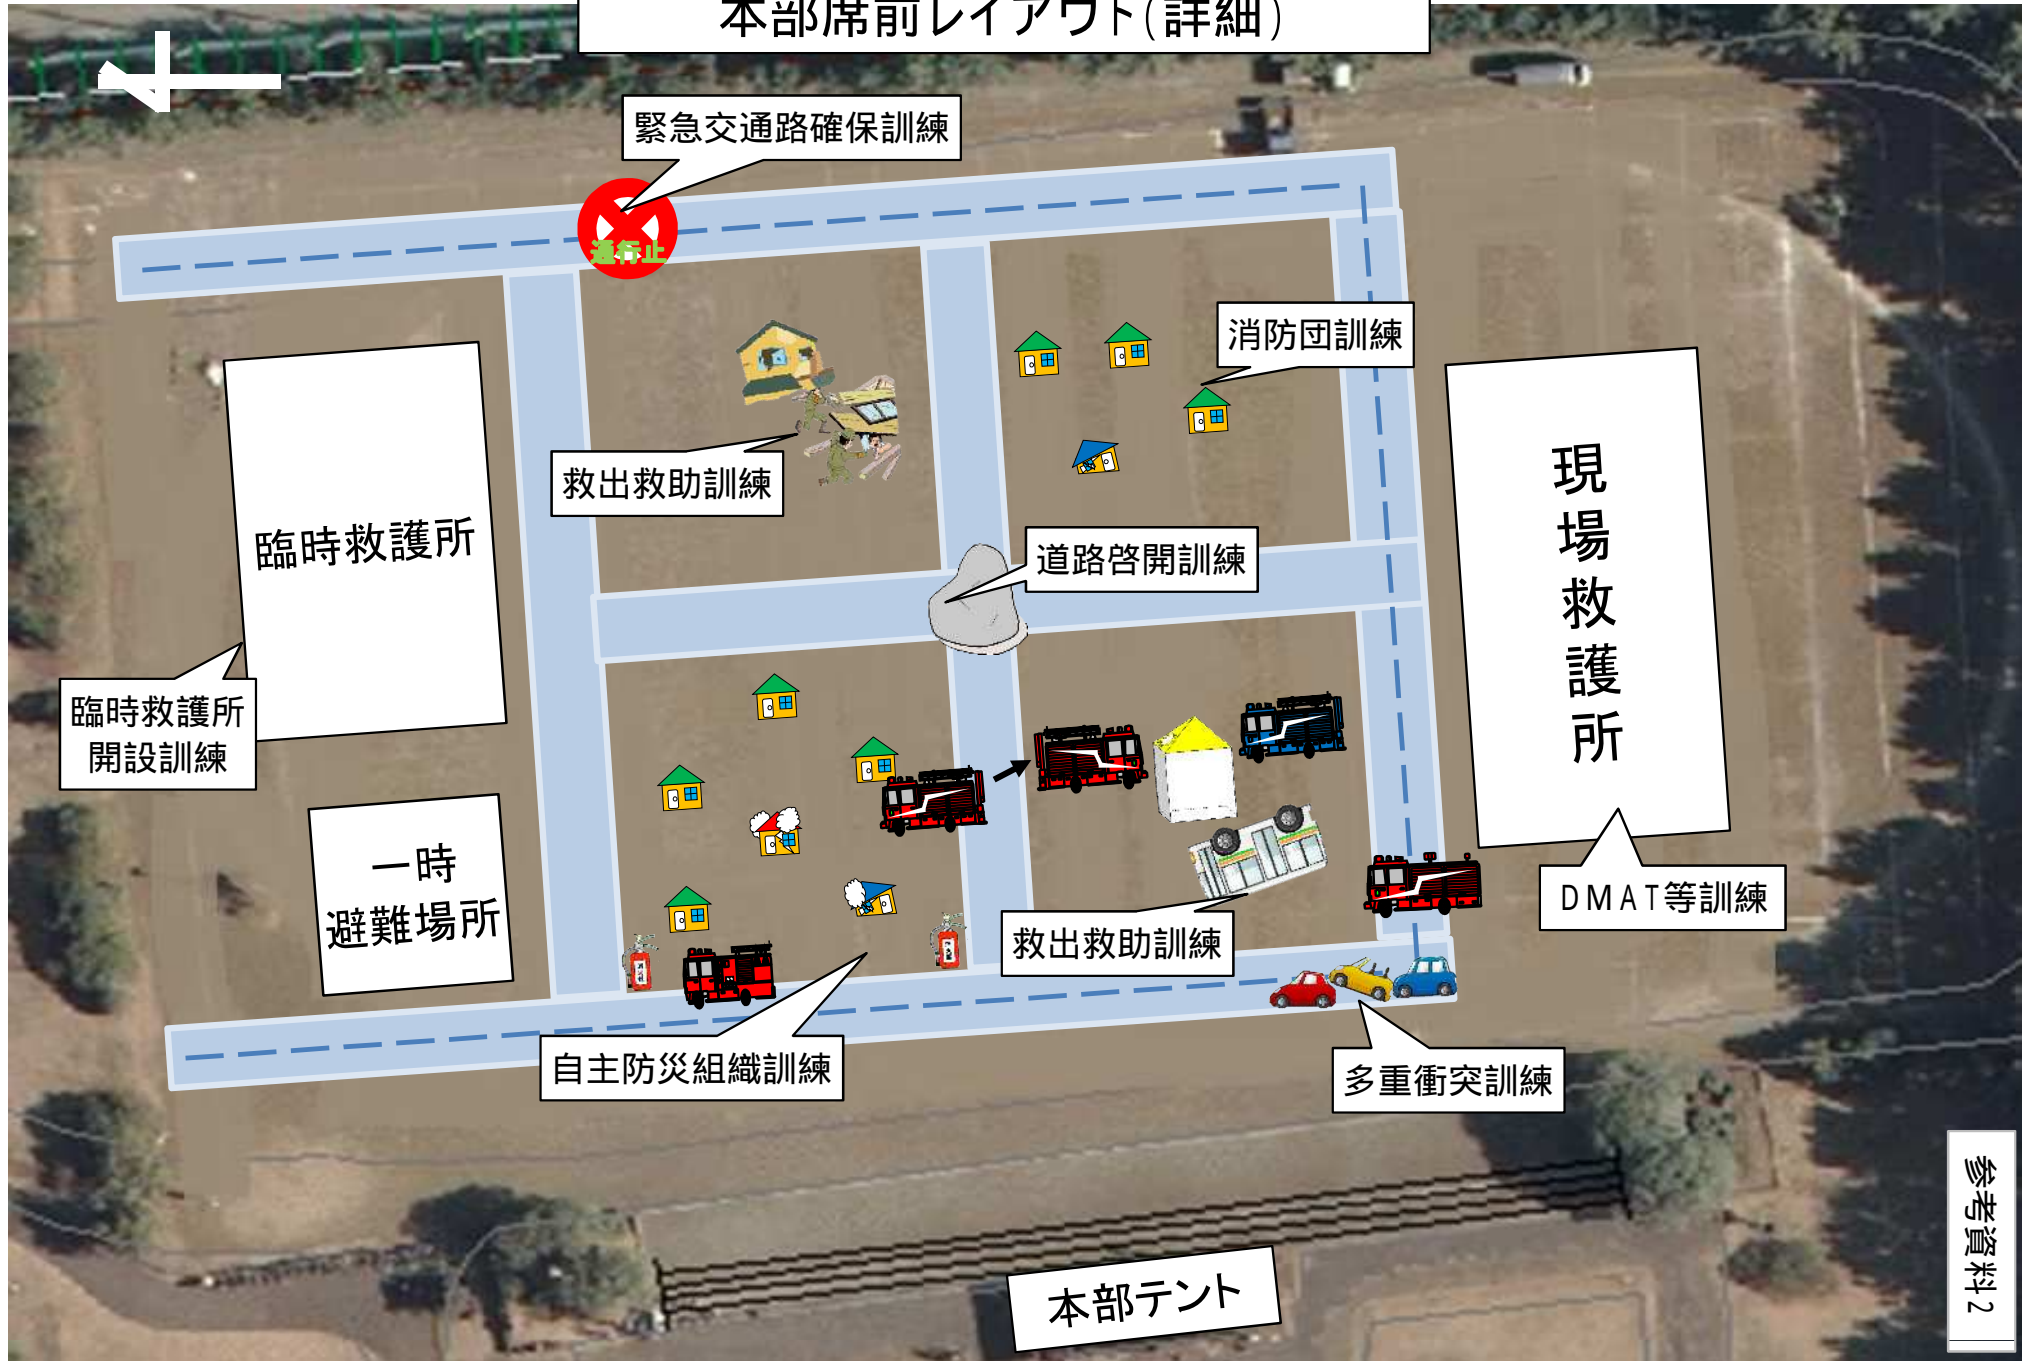 本部席前レイアウト(詳細)
緊急交通路確保訓練
通行止
消防団訓練
救出救助訓練
道路啓開訓練
臨時救護所
現場救護所
臨時救護所
開設訓練
一時
避難場所
救出救助訓練
DMAT等訓練
自主防災組織訓練
多重衝突訓練
本部テント
参考資料2